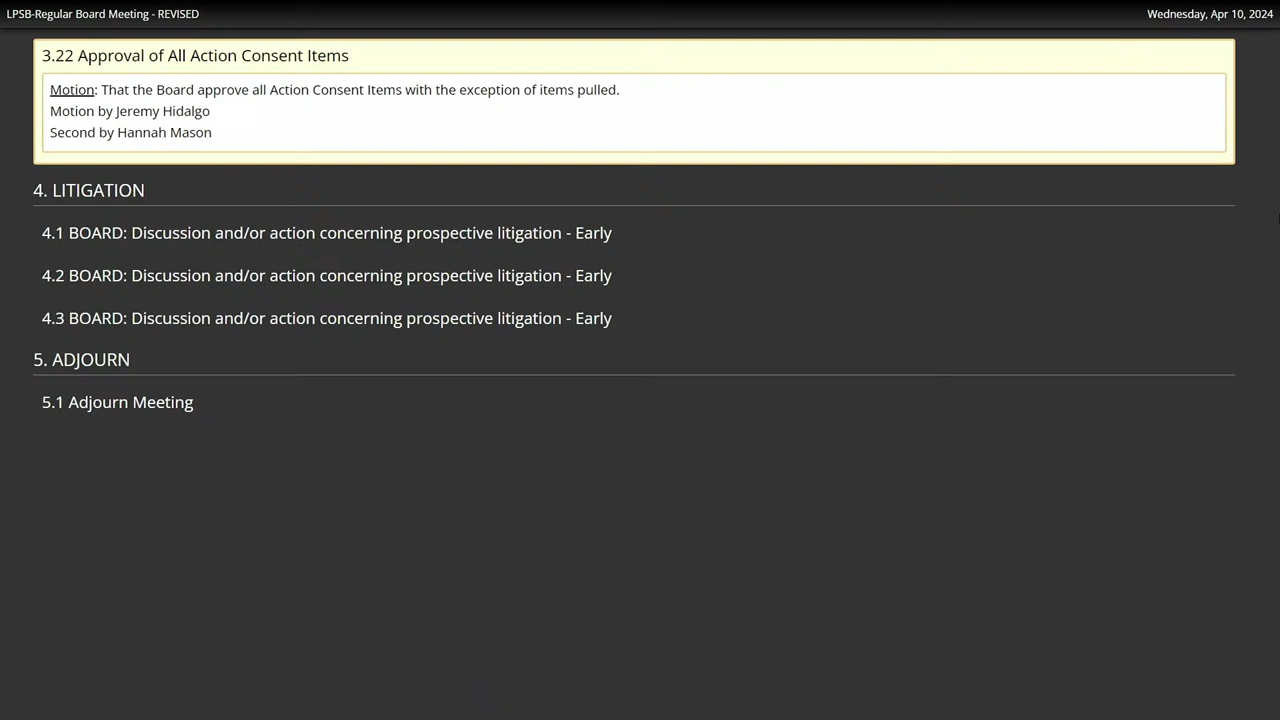 LPSB-Regular Board Meeting - REVISED
Wednesday, Apr 10, 2024
3.22 Approval of All Action Consent Items
Motion: That the Board approve all Action Consent Items with the exception of items pulled.
Motion by Jeremy Hidalgo
Second by Hannah Mason
4. LITIGATION
4.1 BOARD: Discussion and/or action concerning prospective litigation - Early
4.2 BOARD: Discussion and/or action concerning prospective litigation - Early
4.3 BOARD: Discussion and/or action concerning prospective litigation - Early
5. ADJOURN
5.1 Adjourn Meeting